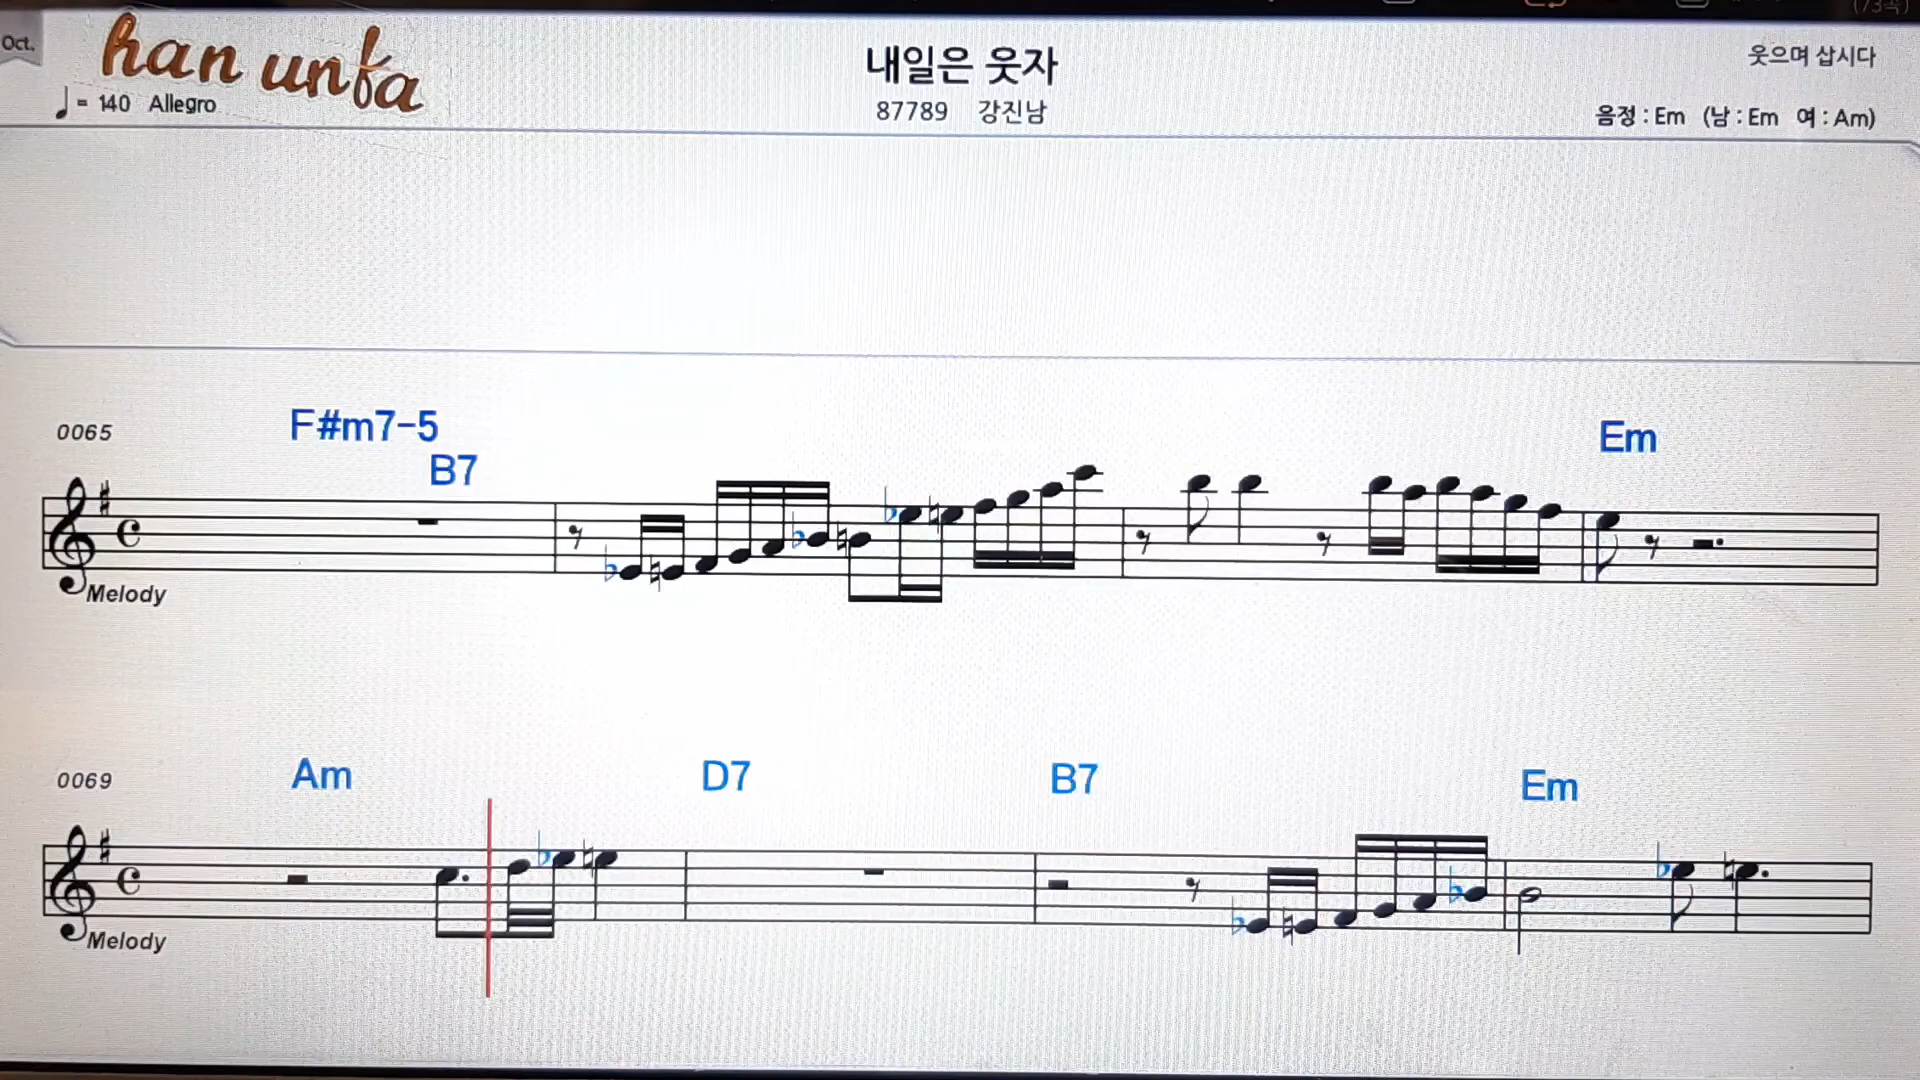 Oct.
han unfa
♩ = 140 Allegro
내일은 웃자
87789 강진남
웃으며 삽시다
음정 : Em (남 : Em 여 : Am)
0065
F#m7-5
B7
Em
Melody
0069
Am
D7
B7
Em
Melody